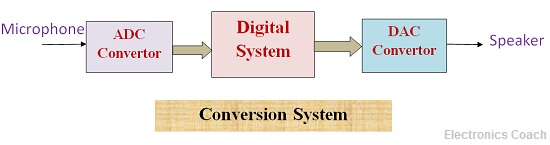 Microphone
ADC
Convertor
Digital
System
DAC
Convertor
Speaker
Conversion System
Electronics Coach